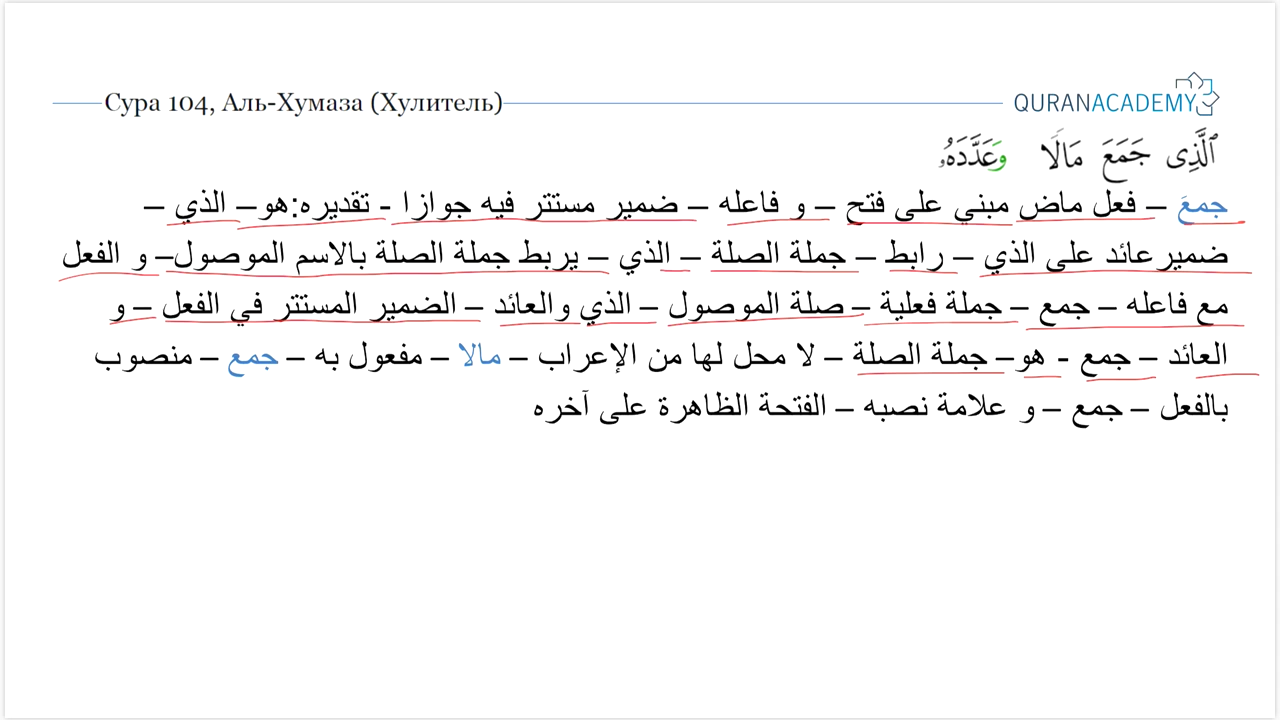 Сура 104, Аль-Хумаза (Хулитель)
QURANACADEMY
ٱلَّذِى جَمَعَ مَالًا وَعَدَّدَهُۥ
جمعَ – فعل ماض مبني على فتح – و فاعله – ضمير مستتر فيه جوازا - تقديره:هو– الذي –
ضميرعائد على الذي – رابط – جملة الصلة – الذي – يربط جملة الصلة بالاسم الموصول– و الفعل
مع فاعله – جمع – جملة فعلية – صلة الموصول – الذي والعائد – الضمير المستتر في الفعل – و
العائد – جمع - هو– جملة الصلة – لا محل لها من الإعراب – مالا – مفعول به – جمع – منصوب
بالفعل – جمع – و علامة نصبه – الفتحة الظاهرة على آخره